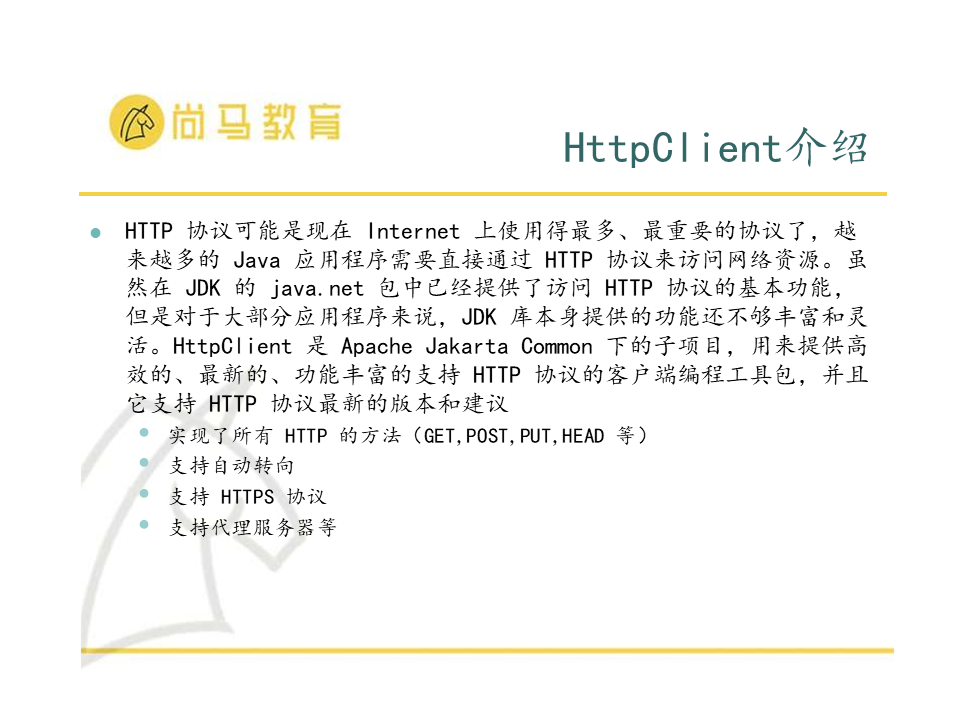 尚马教育
HttpClient介绍
HTTP 协议可能是现在 Internet 上使用得最多、最重要的协议了，越
来越多的 Java 应用程序需要直接通过 HTTP 协议来访问网络资源。虽
然在 JDK 的 java.net 包中已经提供了访问 HTTP 协议的基本功能，
但是对于大部分应用程序来说，JDK 库本身提供的功能还不够丰富和灵
活。HttpClient 是 Apache Jakarta Common 下的子项目，用来提供高
效的、最新的、功能丰富的支持 HTTP 协议的客户端编程工具包，并且
它支持 HTTP 协议最新的版本和建议
实现了所有 HTTP 的方法（GET,POST,PUT,HEAD 等）
支持自动转向
支持 HTTPS 协议
支持代理服务器等